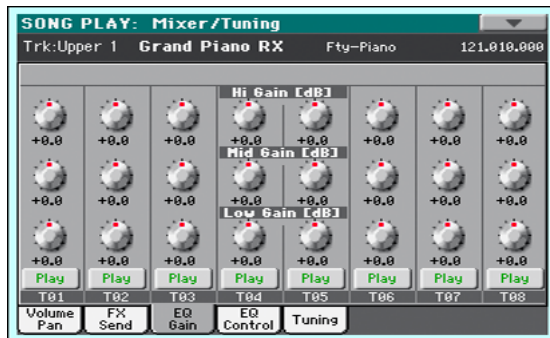 SONG PLAY: Mixer/Tuning
Trk:Upper 1 Grand Piano RX Fty-Piano 121.010.000
Hi Gain [dB]
+0.0 +0.0 +0.0 +0.0 +0.0 +0.0 +0.0 +0.0
Mid Gain [dB]
+0.0 +0.0 +0.0 +0.0 +0.0 +0.0 +0.0 +0.0
Low Gain [dB]
+0.0 +0.0 +0.0 +0.0 +0.0 +0.0 +0.0 +0.0
Play Play Play Play Play Play Play Play
T01 T02 T03 T04 T05 T06 T07 T08
Volume FX EQ EQ Tuning
Pan Send Gain Control